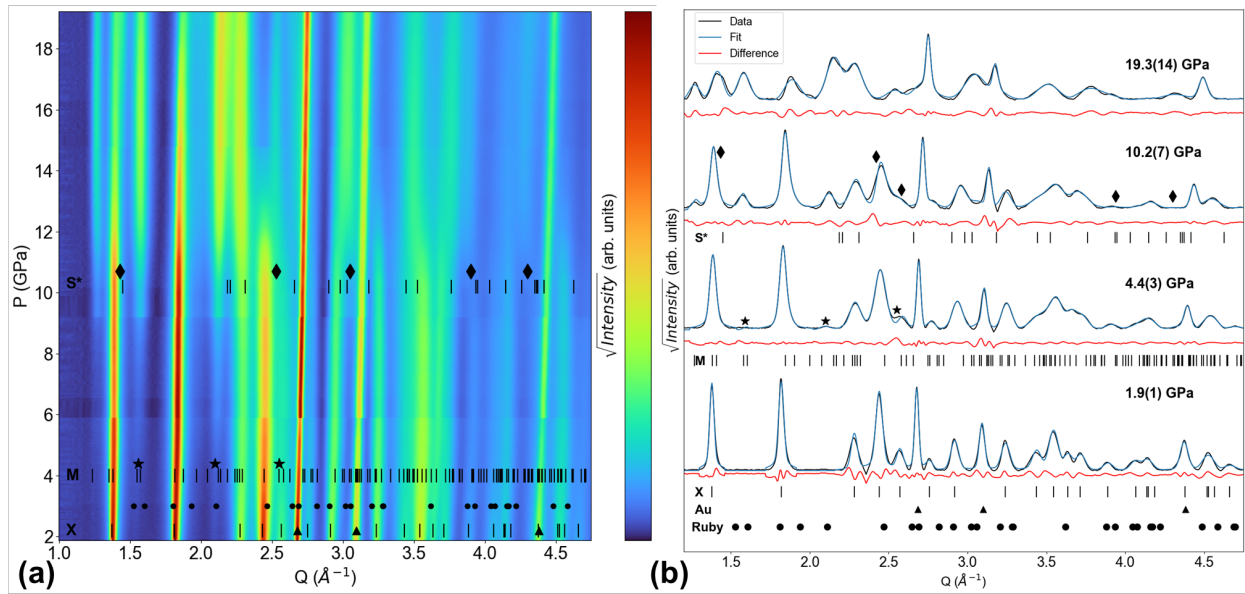 18
16
14
12
10
8
6
4
2
P (GPa)
S*
M
X
1.0 1.5 2.0 2.5 3.0 3.5 4.0 4.5
Q (Å⁻¹)
(a)
√Intensity (arb. units)
Data
Fit
Difference
19.3(14) GPa
10.2(7) GPa
S*
4.4(3) GPa
M
1.9(1) GPa
X
Au
Ruby
√Intensity (arb. units)
1.5 2.0 2.5 3.0 3.5 4.0 4.5
Q (Å⁻¹)
(b)